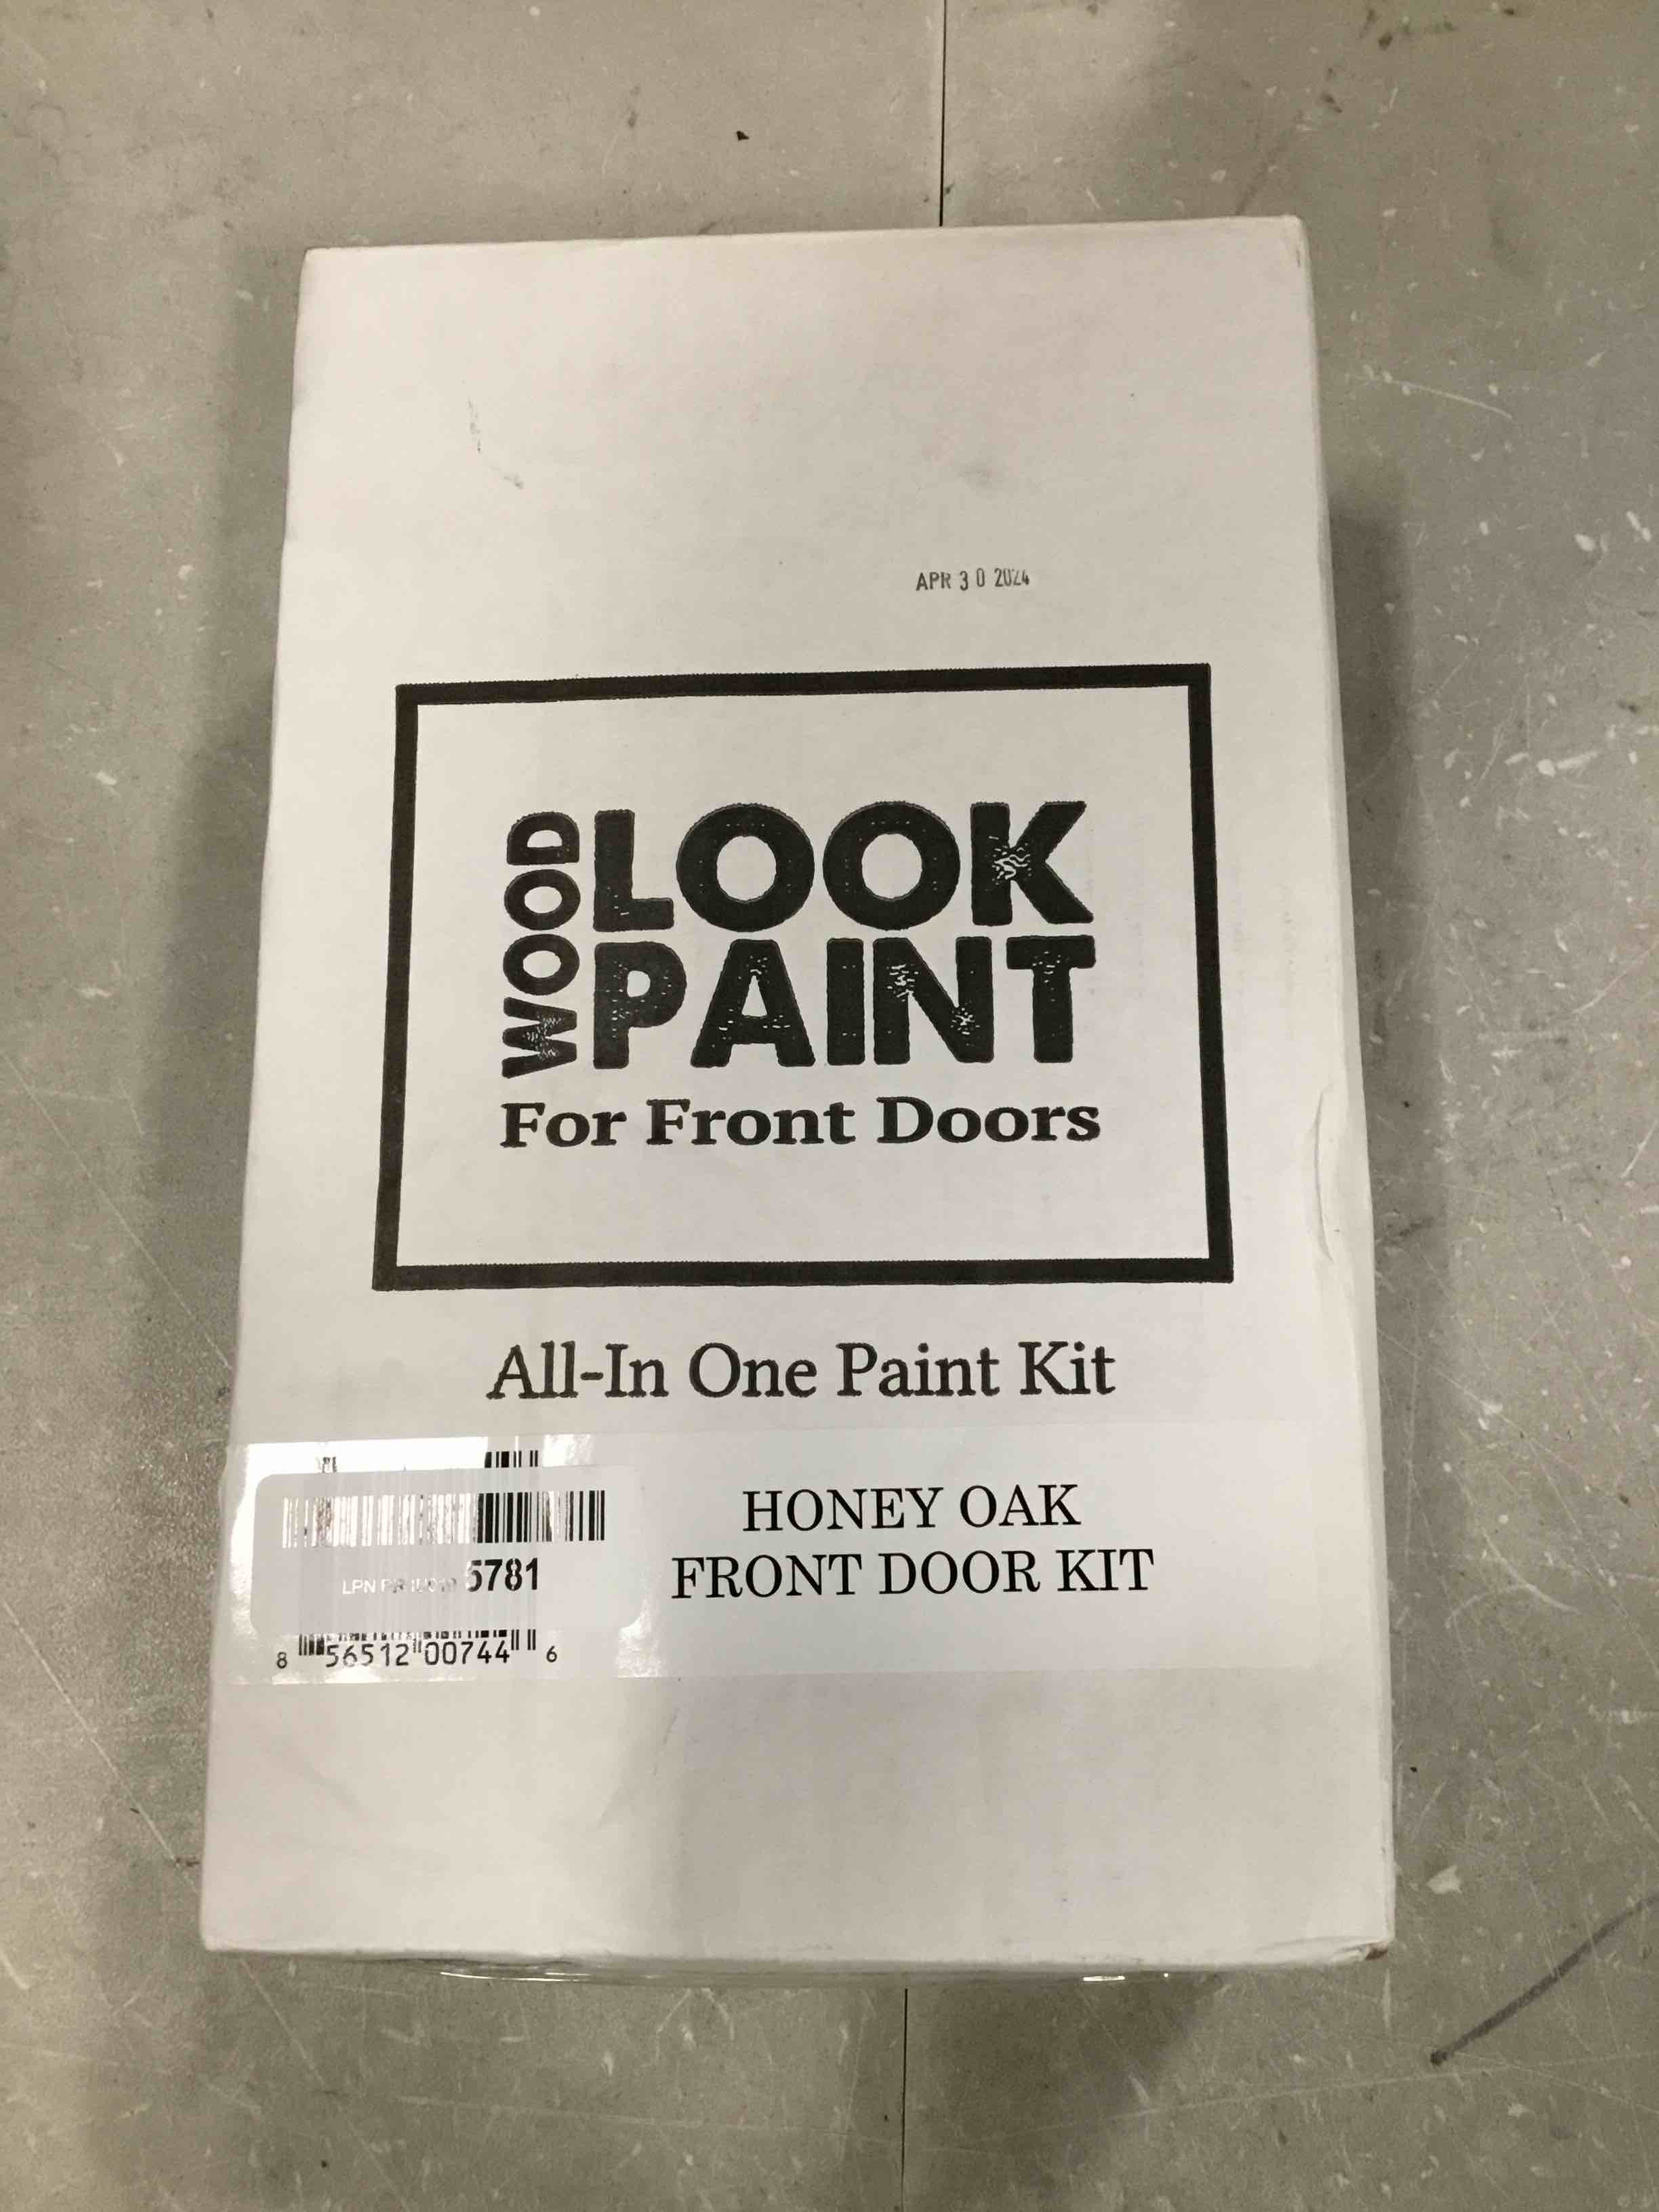 APR 30 2024
WOOD
LOOK
PAINT
For Front Doors
All-In One Paint Kit
HONEY OAK
FRONT DOOR KIT
LPN 5781
8 56512 00744 6